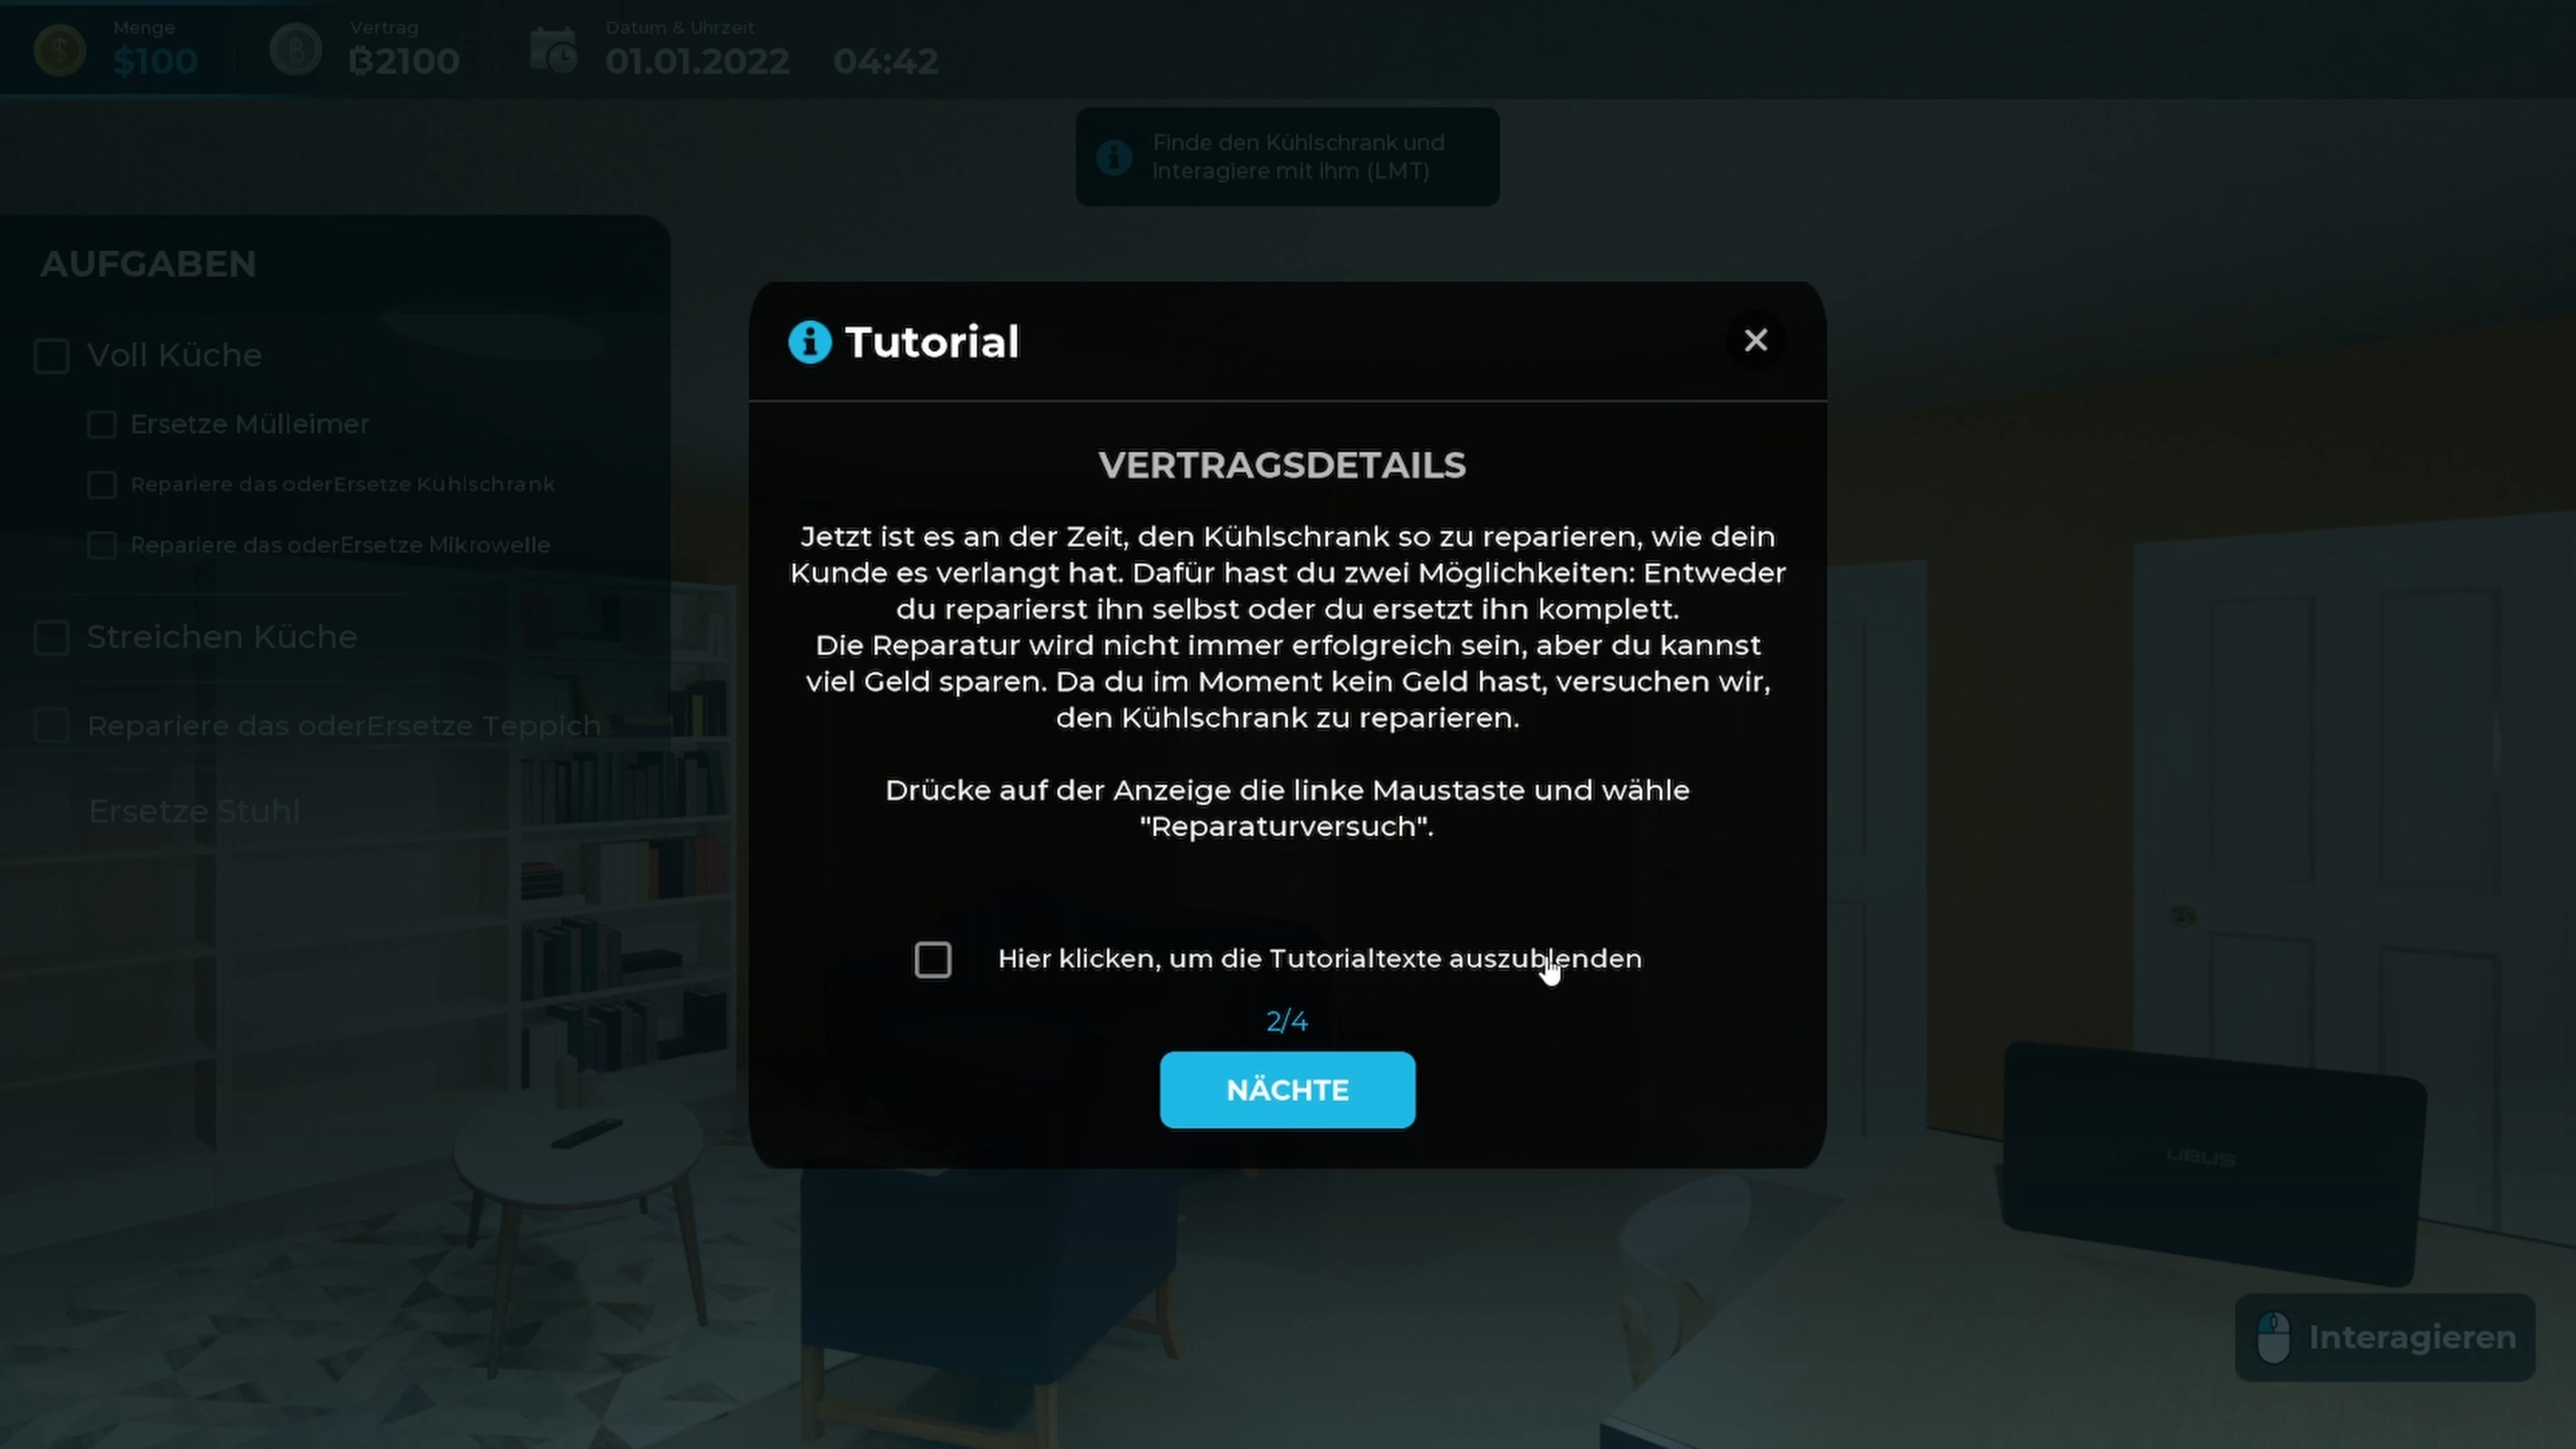 Menge
$100
Vertrag
₿2100
Datum & Uhrzeit
01.01.2022 04:42
Finde den Kühlschrank und
Interagiere mit ihm (LMT)
AUFGABEN
Voll Küche
Ersetze Mülleimer
Repariere das oderErsetze Kühlschrank
Repariere das oderErsetze Mikrowelle
Streichen Küche
Repariere das oderErsetze Teppich
Ersetze Stuhl
Tutorial
VERTRAGSDETAILS
Jetzt ist es an der Zeit, den Kühlschrank so zu reparieren, wie dein
Kunde es verlangt hat. Dafür hast du zwei Möglichkeiten: Entweder
du reparierst ihn selbst oder du ersetzt ihn komplett.
Die Reparatur wird nicht immer erfolgreich sein, aber du kannst
viel Geld sparen. Da du im Moment kein Geld hast, versuchen wir,
den Kühlschrank zu reparieren.
Drücke auf der Anzeige die linke Maustaste und wähle
"Reparaturversuch".
Hier klicken, um die Tutorialtexte auszublenden
2/4
NÄCHTE
UBUS
Interagieren